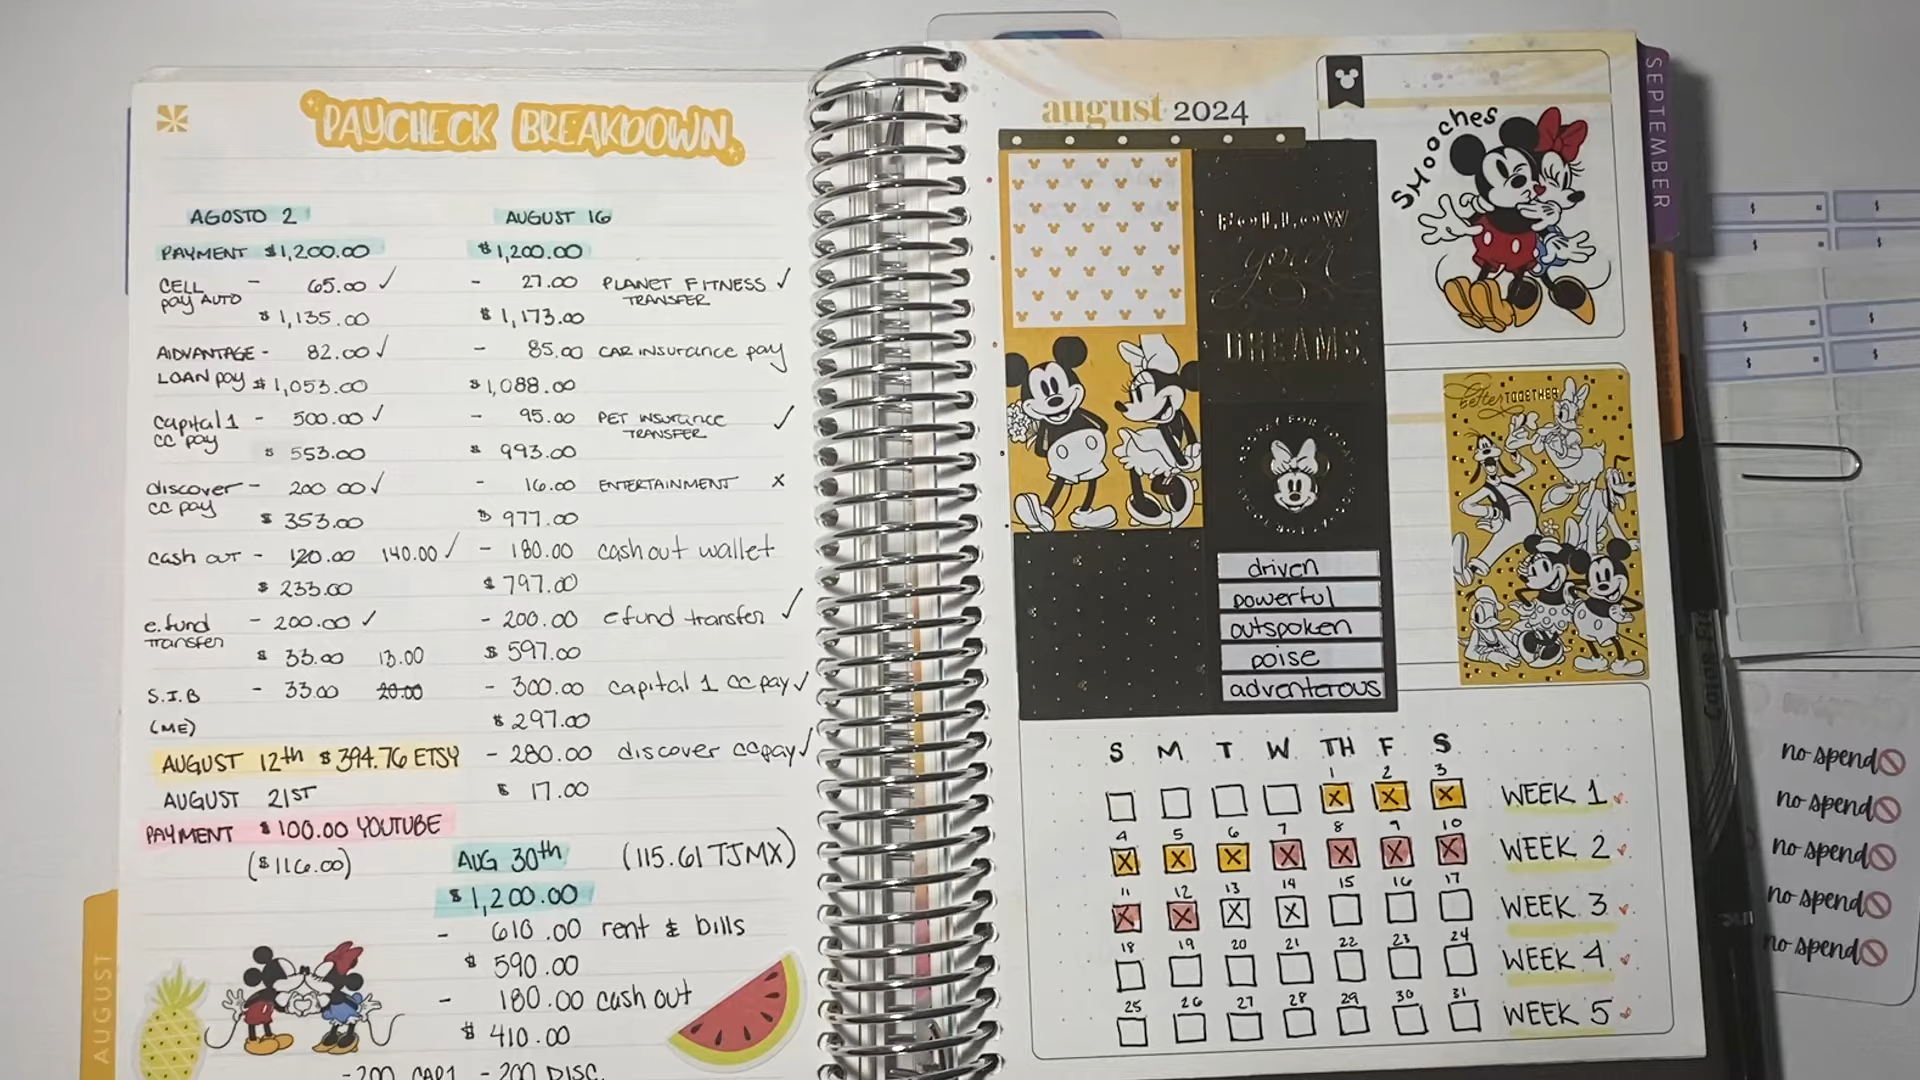 PAYCHECK BREAKDOWN
AGOSTO 2
PAYMENT $1,200.00
CELL - 65.00 ✓
pay AUTO
$1,135.00
AIDVANTAGE - 82.00 ✓
LOAN pay $1,053.00
capital 1 - 500.00 ✓
cc pay
$ 553.00
discover - 200 00 ✓
cc pay
$ 353.00
cash out - 120.00 140.00 ✓
$ 233.00
e.fund - 200.00 ✓
transfer
$ 33.00 13.00
S.I.B - 33.00 20.00
(ME)
AUGUST 12th $394.76 ETSY
AUGUST 21ST
PAYMENT $100.00 YOUTUBE
($116.00)
AUGUST 16
$1,200.00
- 27.00 PLANET FITNESS ✓
TRANSFER
$1,173.00
- 85.00 CAR insurance pay
$1,088.00
- 95.00 PET insurance ✓
TRANSFER
$ 993.00
- 16.00 ENTERTAINMENT X
$ 977.00
- 180.00 cash out wallet
$ 797.00
- 200.00 efund transfer ✓
$ 597.00
- 300.00 capital 1 cc pay ✓
$ 297.00
- 280.00 discover cc pay ✓
$ 17.00
AUG 30th (115.61 TJMX)
$1,200.00
- 610.00 rent & bills
$ 590.00
- 180.00 cash out
$ 410.00
-200 CAP1 -200 DISC.
AUGUST
august 2024
FOLLOW
your
DREAMS
driven
powerful
outspoken
poise
adventerous
S M T W TH F S
1 2 3
WEEK 1
4 5 6 7 8 9 10
WEEK 2
11 12 13 14 15 16 17
WEEK 3
18 19 20 21 22 23 24
WEEK 4
25 26 27 28 29 30 31
WEEK 5
SMOOCHES
better TOGETHER
SEPTEMBER
no spend
no spend
no spend
no spend
no spend